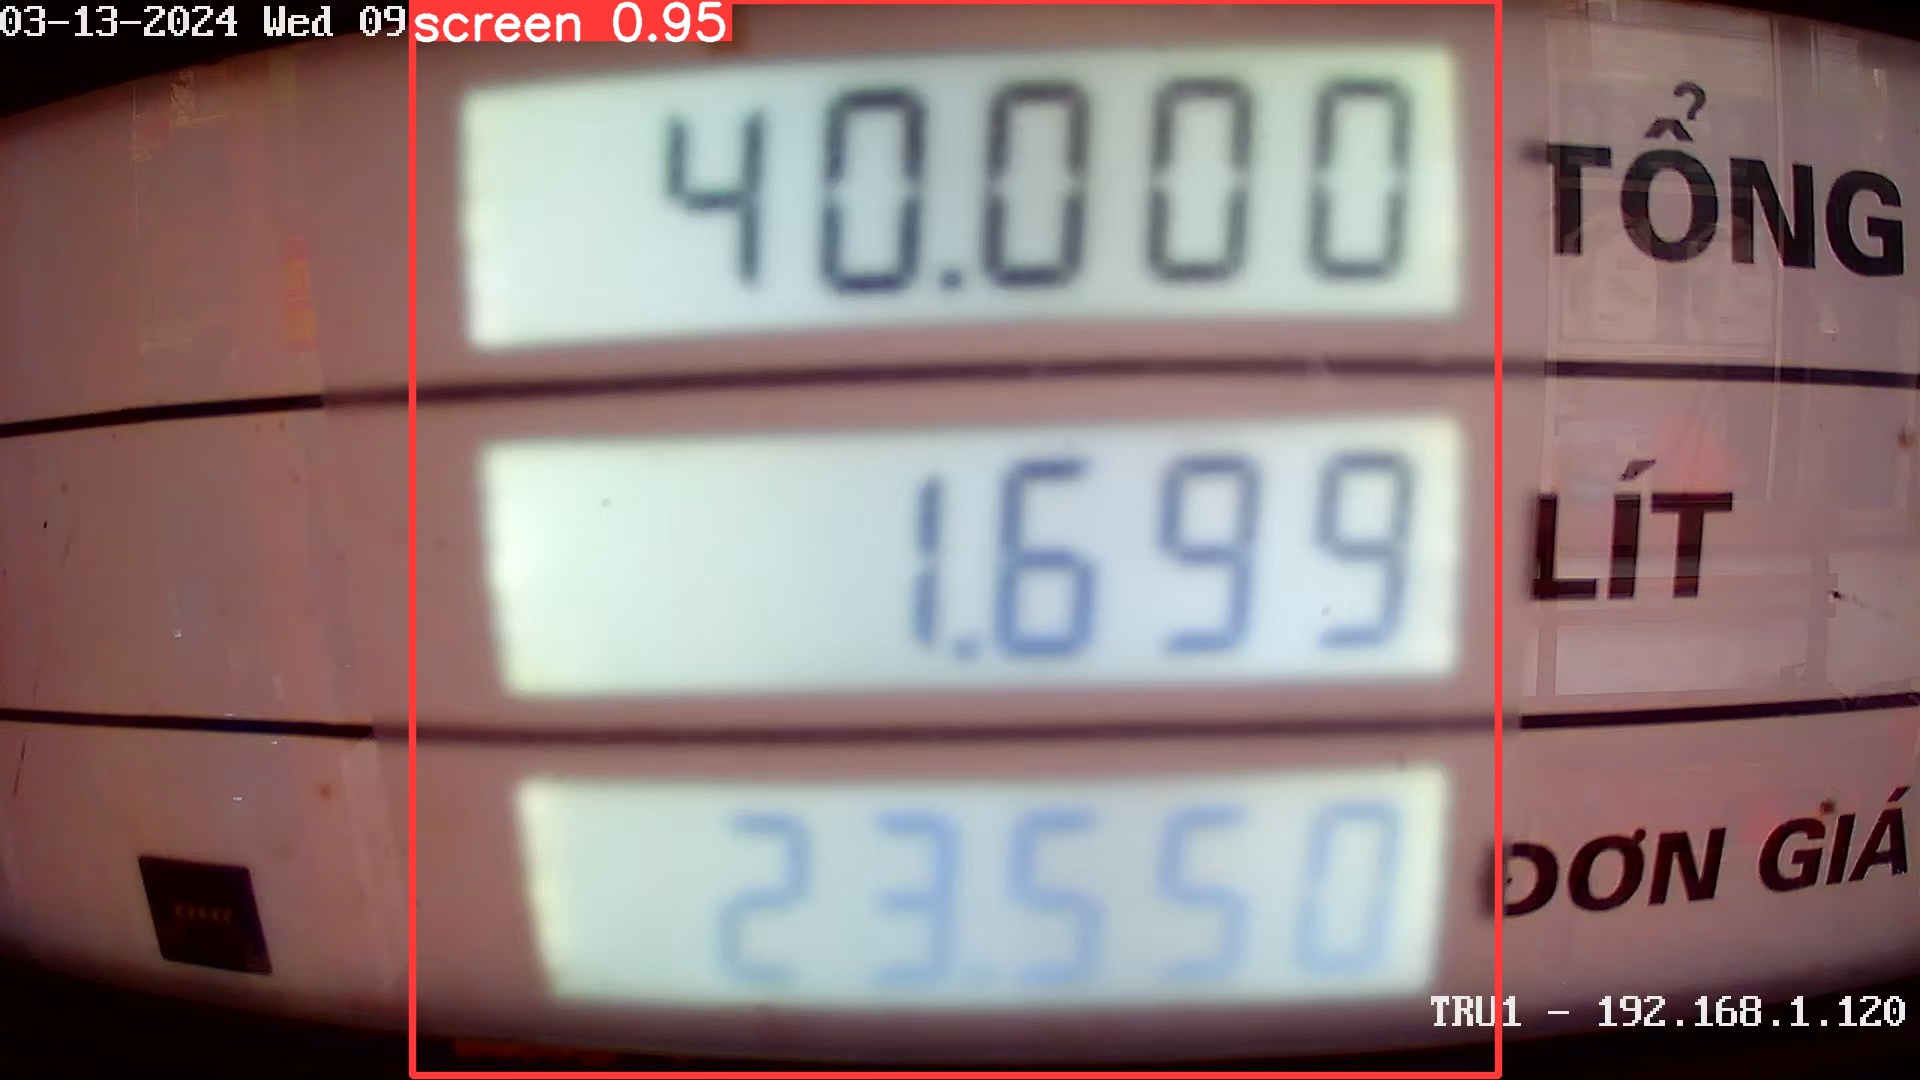 03-13-2024 Wed 09
screen 0.95
40.000 TỔNG
1.699 LÍT
23.550 ĐƠN GIÁ
TRU1 - 192.168.1.120